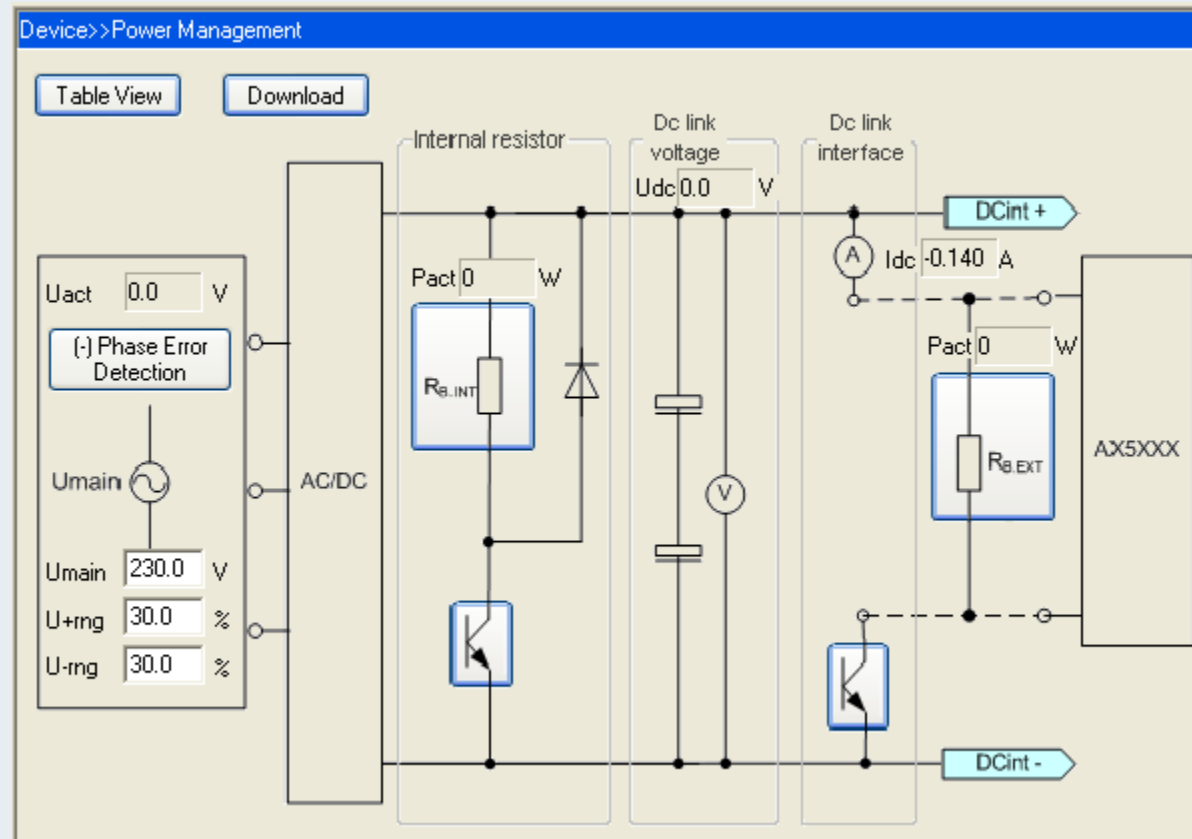 Device>>Power Management
Table View
Download
Internal resistor
Dc link
voltage
Dc link
interface
Udc 0.0 V
DCint +
A
Idc -0.140 A
Pact 0 W
Uact 0.0 V
(-) Phase Error
Detection
Pact 0 W
RB.INT
AC/DC
AX5XXX
RB.EXT
Umain
V
Umain 230.0 V
U+rng 30.0 %
U-rng 30.0 %
DCint -